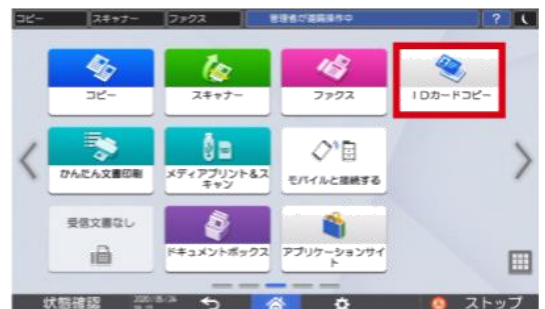 コピー スキャナー ファクス 管理者が遠隔操作中 ?
コピー
スキャナー
ファクス
IDカードコピー
かんたん文書印刷
メディアプリント&ス
キャン
モバイルと接続する
受信文書なし
ドキュメントボックス
アプリケーションサイ
ト
状態確認 ストップ